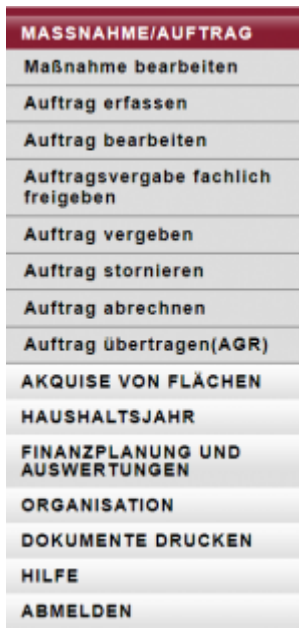 MASSNAHME/AUFTRAG
Maßnahme bearbeiten
Auftrag erfassen
Auftrag bearbeiten
Auftragsvergabe fachlich
freigeben
Auftrag vergeben
Auftrag stornieren
Auftrag abrechnen
Auftrag übertragen(AGR)
AKQUISE VON FLÄCHEN
HAUSHALTSJAHR
FINANZPLANUNG UND
AUSWERTUNGEN
ORGANISATION
DOKUMENTE DRUCKEN
HILFE
ABMELDEN